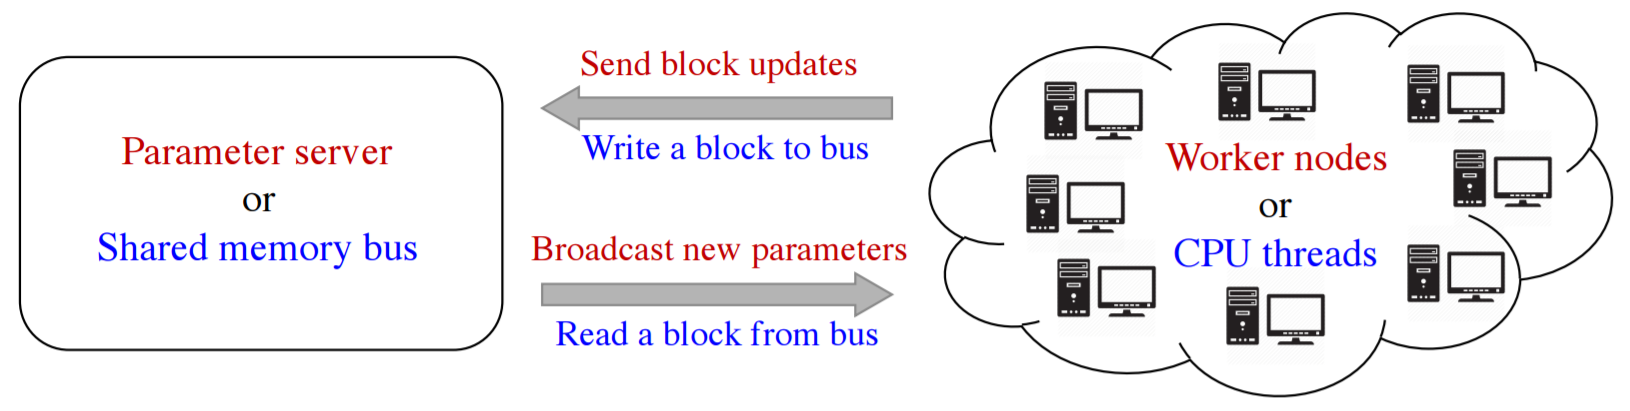 Parameter server
or
Shared memory bus
Send block updates
Write a block to bus
Broadcast new parameters
Read a block from bus
Worker nodes
or
CPU threads